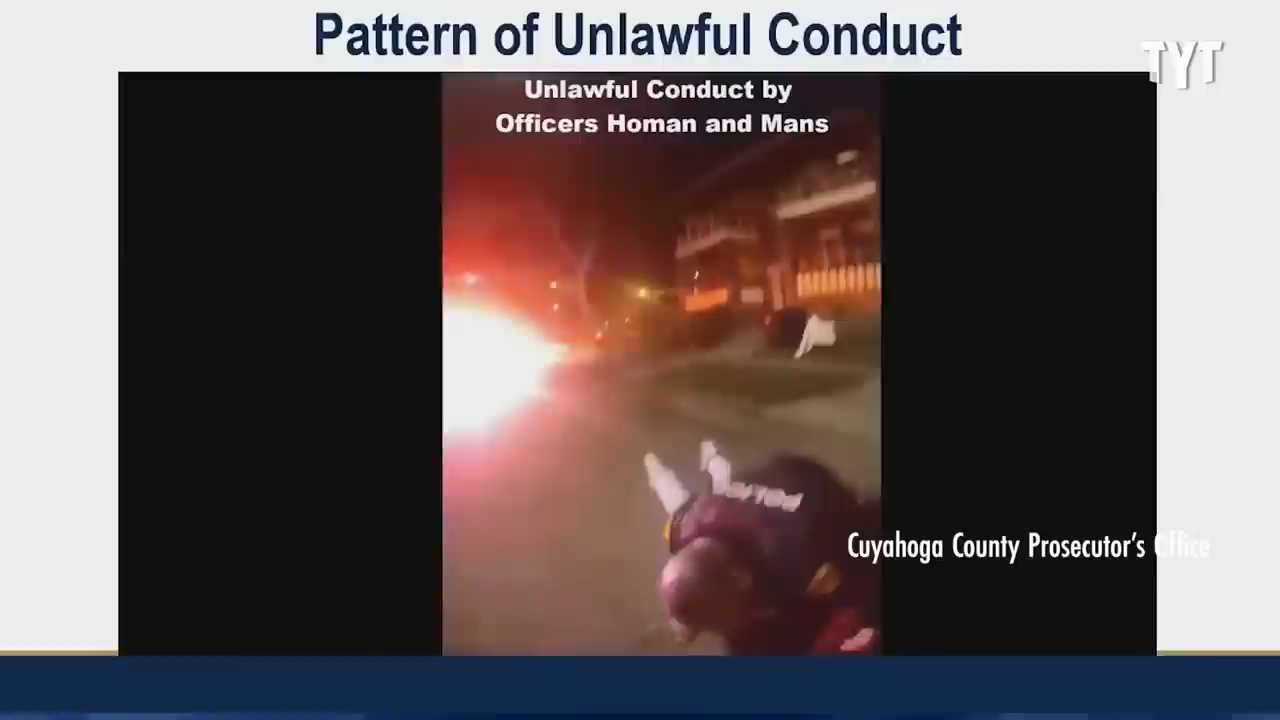 Pattern of Unlawful Conduct
TYT
Unlawful Conduct by
Officers Homan and Mans
Cuyahoga County Prosecutor's Office